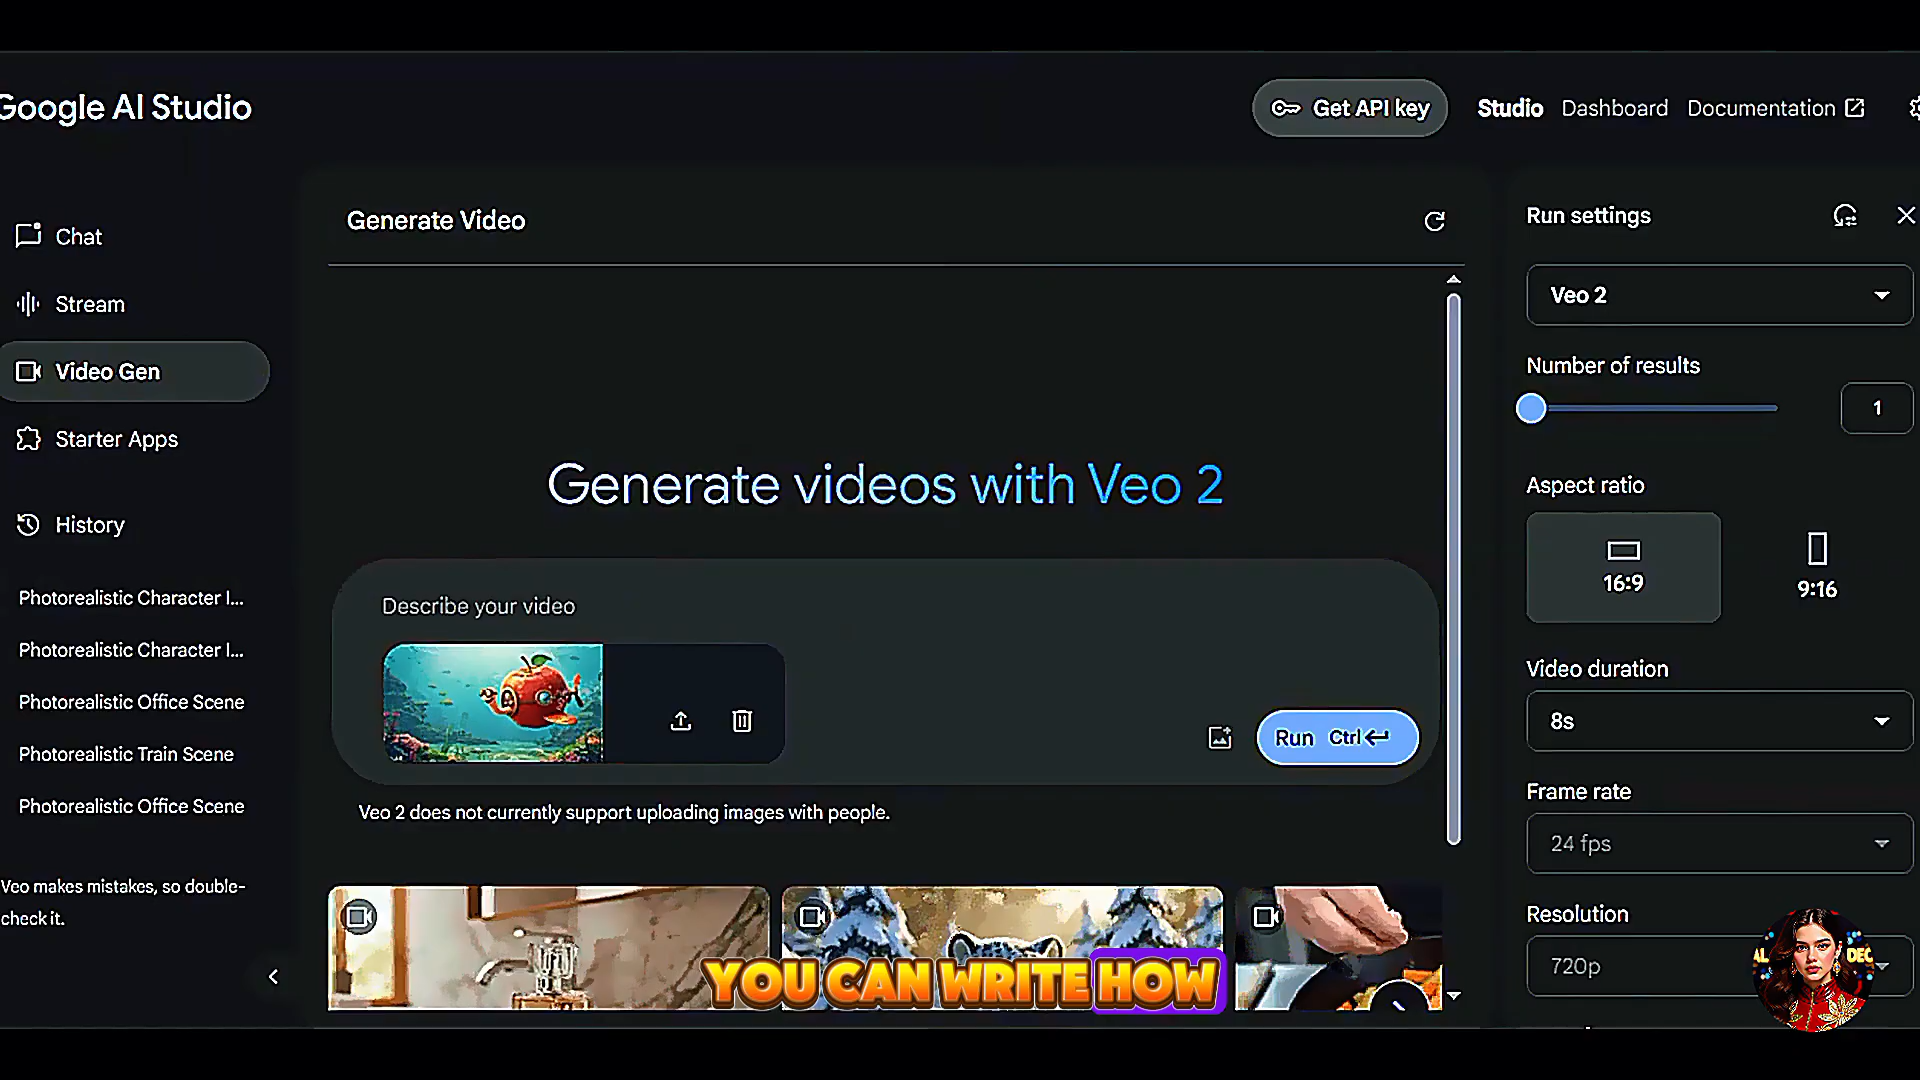 Google AI Studio
Get API key
Studio
Dashboard
Documentation
Chat
Stream
Video Gen
Starter Apps
History
Photorealistic Character I...
Photorealistic Character I...
Photorealistic Office Scene
Photorealistic Train Scene
Photorealistic Office Scene
Veo makes mistakes, so double-
check it.
Generate Video
Generate videos with Veo 2
Describe your video
Run Ctrl
Veo 2 does not currently support uploading images with people.
YOU CAN WRITE HOW
Run settings
Veo 2
Number of results
1
Aspect ratio
16:9
9:16
Video duration
8s
Frame rate
24 fps
Resolution
720p
AL DEC